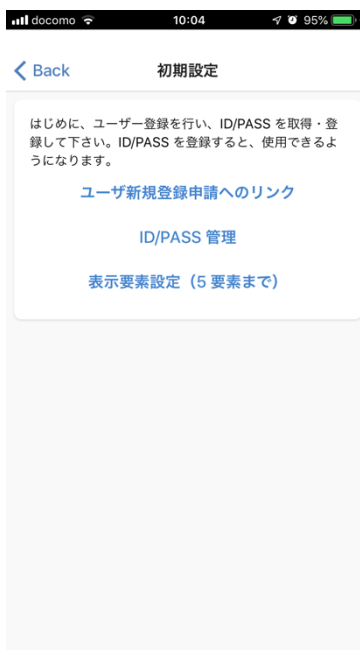 docomo 10:04 95%
Back 初期設定
はじめに、ユーザー登録を行い、ID/PASS を取得・登
録して下さい。ID/PASS を登録すると、使用できるよ
うになります。
ユーザ新規登録申請へのリンク
ID/PASS 管理
表示要素設定（5 要素まで）